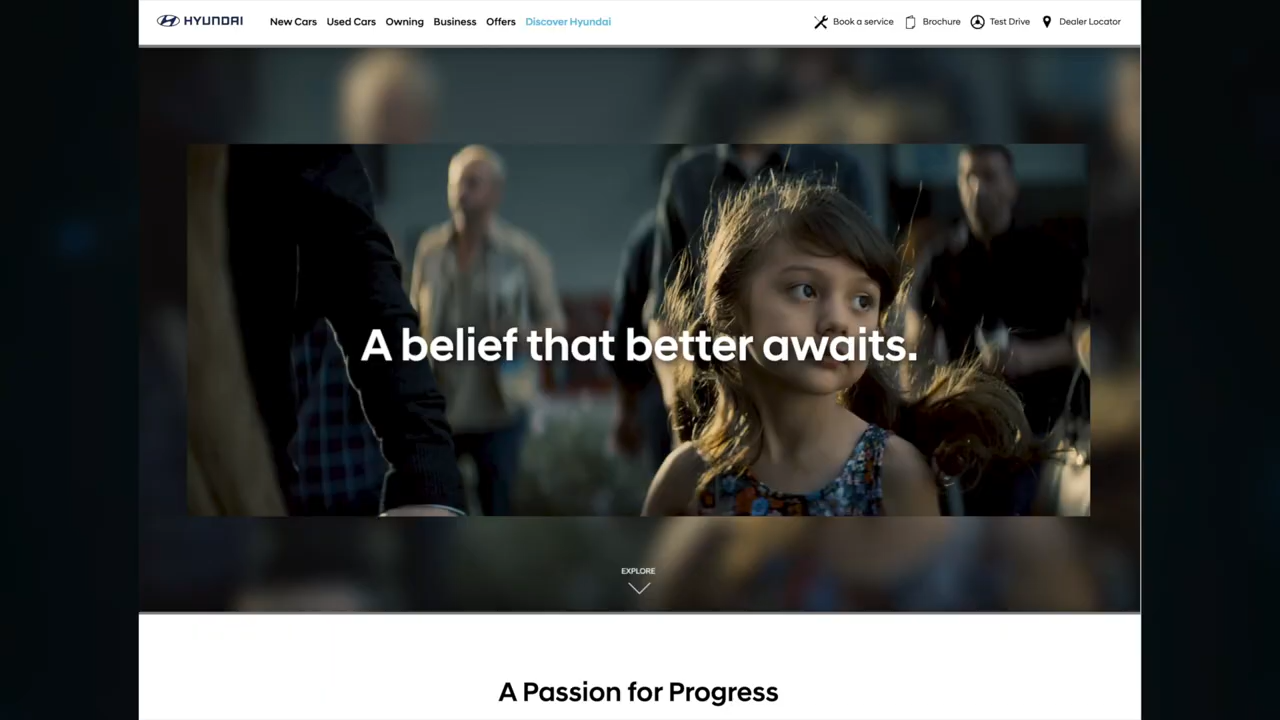 HYUNDAI New Cars Used Cars Owning Business Offers Discover Hyundai Book a service Brochure Test Drive Dealer Locator
A belief that better awaits.
EXPLORE
A Passion for Progress